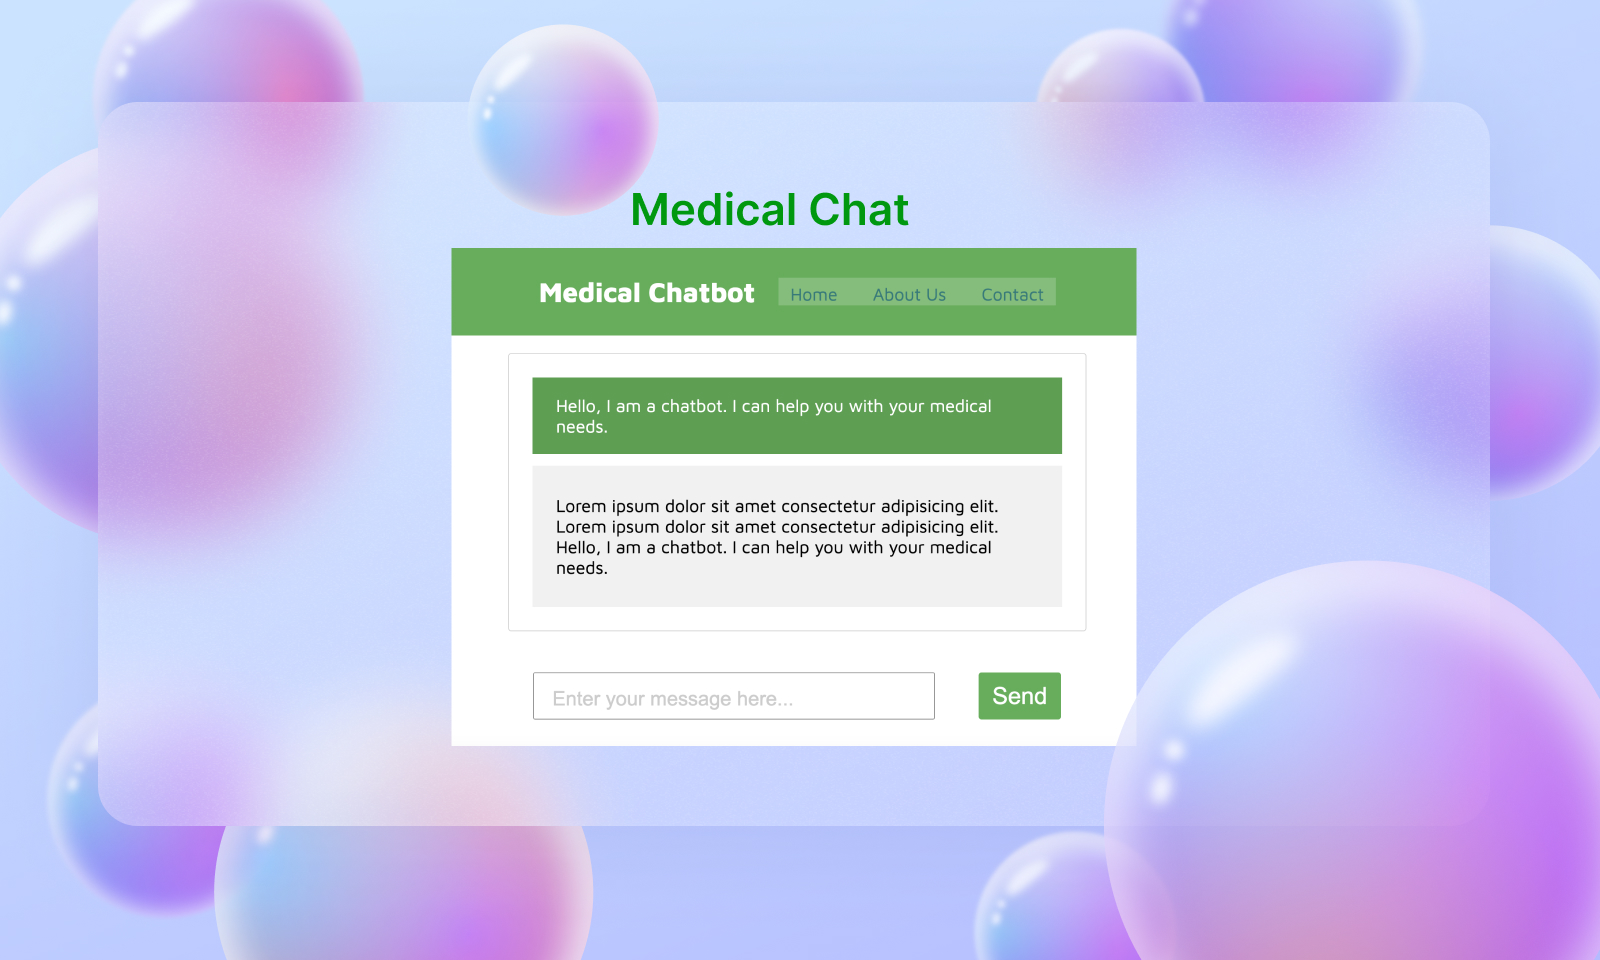 Medical Chat
Medical Chatbot
Home About Us Contact
Hello, I am a chatbot. I can help you with your medical
needs.
Lorem ipsum dolor sit amet consectetur adipisicing elit.
Lorem ipsum dolor sit amet consectetur adipisicing elit.
Hello, I am a chatbot. I can help you with your medical
needs.
Enter your message here...
Send